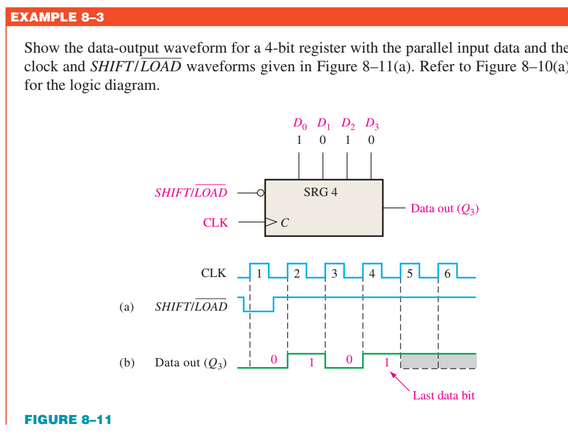 EXAMPLE 8–3
Show the data-output waveform for a 4-bit register with the parallel input data and the
clock and SHIFT/L̅O̅A̅D̅ waveforms given in Figure 8–11(a). Refer to Figure 8–10(a)
for the logic diagram.
D₀ D₁ D₂ D₃
1 0 1 0
SHIFT/L̅O̅A̅D̅ SRG 4
Data out (Q₃)
CLK C
CLK 1 2 3 4 5 6
(a) SHIFT/L̅O̅A̅D̅
(b) Data out (Q₃) 0 1 0 1
Last data bit
FIGURE 8–11